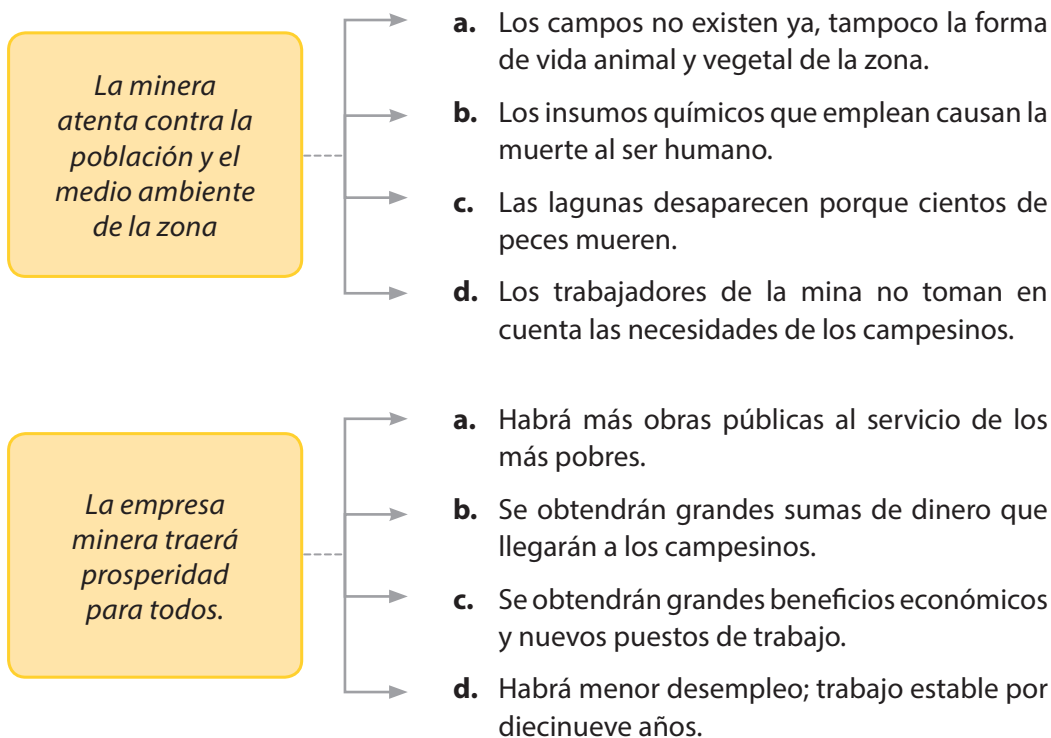 La minera
atenta contra la
población y el
medio ambiente
de la zona
a. Los campos no existen ya, tampoco la forma
de vida animal y vegetal de la zona.
b. Los insumos químicos que emplean causan la
muerte al ser humano.
c. Las lagunas desaparecen porque cientos de
peces mueren.
d. Los trabajadores de la mina no toman en
cuenta las necesidades de los campesinos.
La empresa
minera traerá
prosperidad
para todos.
a. Habrá más obras públicas al servicio de los
más pobres.
b. Se obtendrán grandes sumas de dinero que
llegarán a los campesinos.
c. Se obtendrán grandes beneficios económicos
y nuevos puestos de trabajo.
d. Habrá menor desempleo; trabajo estable por
diecinueve años.